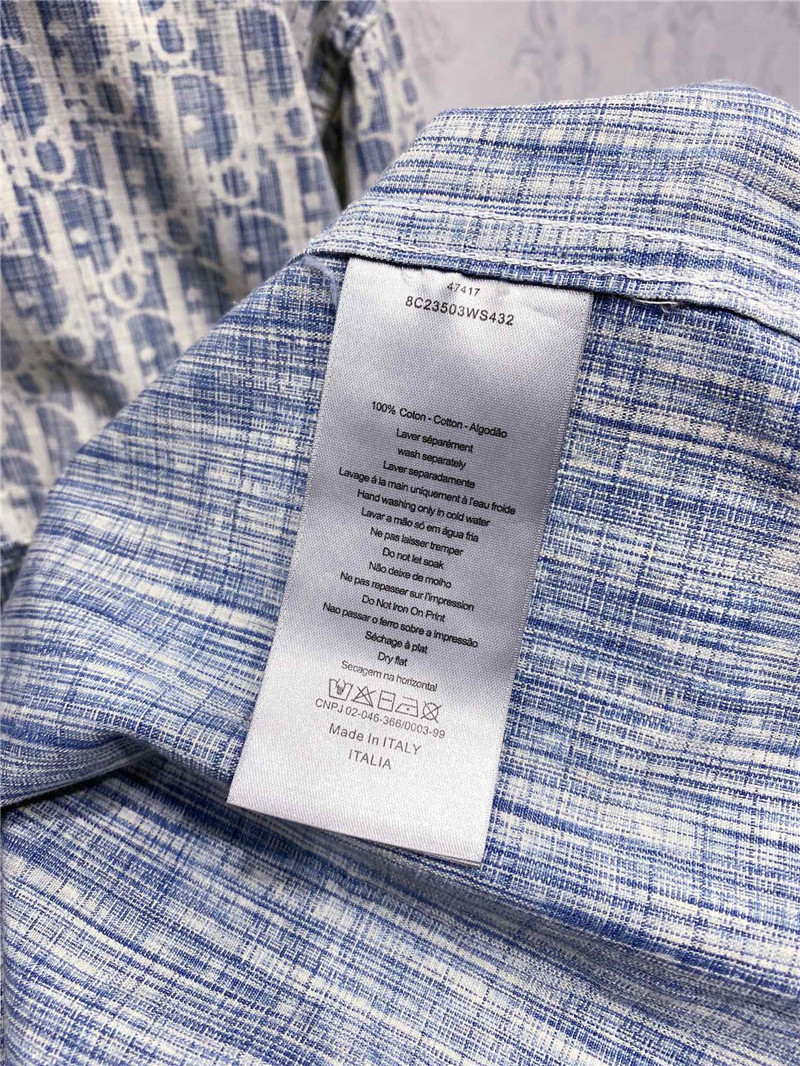 47417
8C23503WS432
100% Coton - Cotton - Algodão
Laver séparément
wash separately
Laver separadamente
Lavage á la main uniquement à l'eau froide
Hand washing only in cold water
Lavar a mão só em água fria
Ne pas laisser tremper
Do not let soak
Não deixe de molho
Ne pas repasser sur l'impression
Do Not Iron On Print
Nao passar o ferro sobre a impressão
Séchage à plat
Dry flat
Secagem na horizontal
CNPJ 02-046-366/0003-99
Made In ITALY
ITALIA